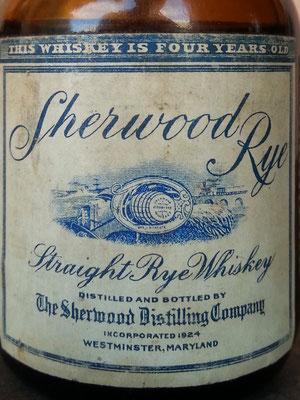 THIS WHISKEY IS FOUR YEARS OLD
Sherwood
Rye
Straight Rye Whiskey
DISTILLED AND BOTTLED BY
The Sherwood Distilling Company
INCORPORATED 1924
WESTMINSTER, MARYLAND